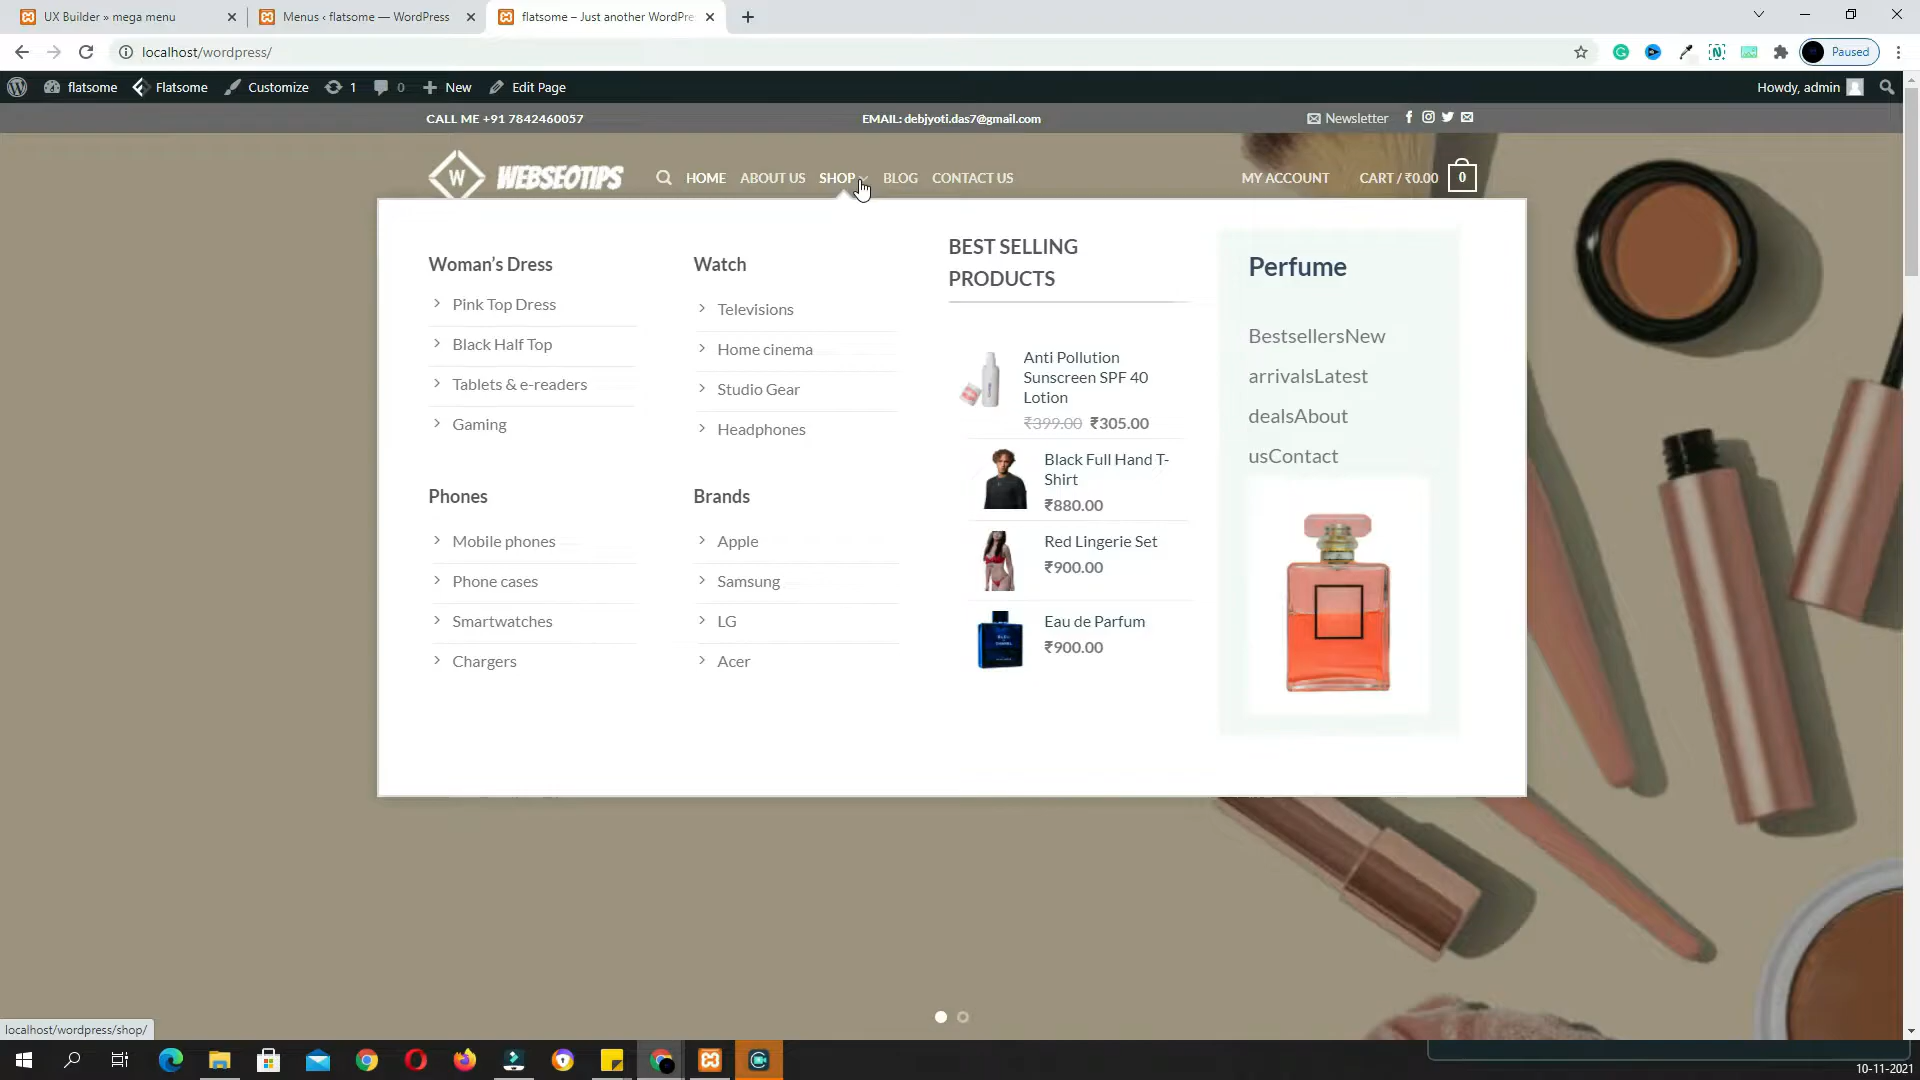 UX Builder » mega menu
Menus ‹ flatsome — WordPress
flatsome – Just another WordPre
localhost/wordpress/
Paused
flatsome
Flatsome
Customize
1
0
New
Edit Page
Howdy, admin
CALL ME +91 7842460057
EMAIL: debjyoti.das7@gmail.com
Newsletter
W WEBSEOTIPS
HOME
ABOUT US
SHOP
BLOG
CONTACT US
MY ACCOUNT
CART / ₹0.00
0
Woman’s Dress
Pink Top Dress
Black Half Top
Tablets & e-readers
Gaming
Phones
Mobile phones
Phone cases
Smartwatches
Chargers
Watch
Televisions
Home cinema
Studio Gear
Headphones
Brands
Apple
Samsung
LG
Acer
BEST SELLING
PRODUCTS
Anti Pollution
Sunscreen SPF 40
Lotion
₹399.00 ₹305.00
Black Full Hand T-
Shirt
₹880.00
Red Lingerie Set
₹900.00
Eau de Parfum
₹900.00
Perfume
BestsellersNew
arrivalsLatest
dealsAbout
usContact
localhost/wordpress/shop/
10-11-2021